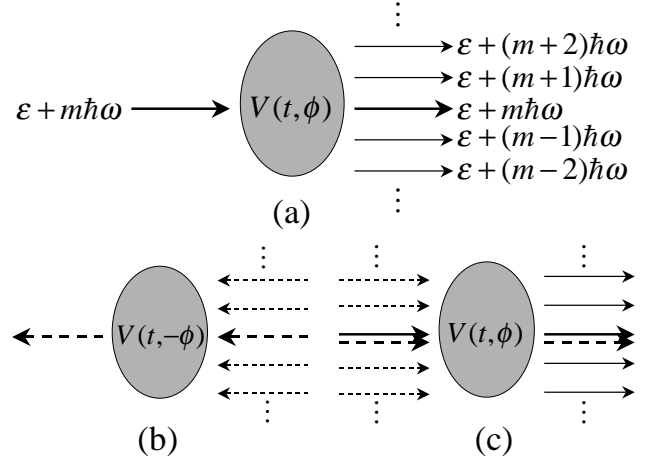 ⋮
ε + (m + 2)ħω
ε + (m + 1)ħω
ε + mħω V(t,ϕ) ε + mħω
ε + (m − 1)ħω
ε + (m − 2)ħω
⋮
(a)
⋮ ⋮ ⋮
V(t,−ϕ) V(t,ϕ)
⋮ ⋮ ⋮
(b) (c)